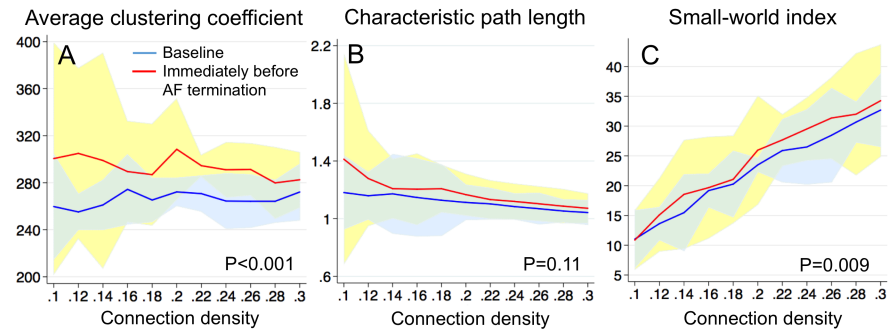 Average clustering coefficient
Characteristic path length
Small-world index
A
Baseline
Immediately before
AF termination
400
360
320
280
240
200
P<0.001
.1 .12 .14 .16 .18 .2 .22 .24 .26 .28 .3
Connection density
B
2.2
1.8
1.4
1
.6
P=0.11
.1 .12 .14 .16 .18 .2 .22 .24 .26 .28 .3
Connection density
C
40
35
30
25
20
15
10
5
P=0.009
.1 .12 .14 .16 .18 .2 .22 .24 .26 .28 .3
Connection density